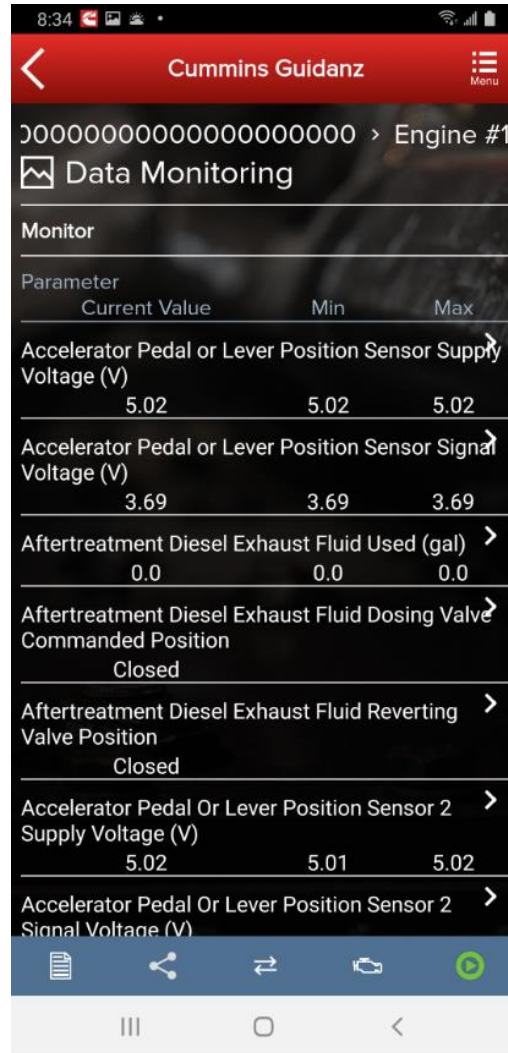 8:34
Cummins Guidanz
Menu
00000000000000000000 > Engine #1
Data Monitoring
Monitor
Parameter
Current Value Min Max
Accelerator Pedal or Lever Position Sensor Supply
Voltage (V)
5.02 5.02 5.02
Accelerator Pedal or Lever Position Sensor Signal
Voltage (V)
3.69 3.69 3.69
Aftertreatment Diesel Exhaust Fluid Used (gal)
0.0 0.0 0.0
Aftertreatment Diesel Exhaust Fluid Dosing Valve
Commanded Position
Closed
Aftertreatment Diesel Exhaust Fluid Reverting
Valve Position
Closed
Accelerator Pedal Or Lever Position Sensor 2
Supply Voltage (V)
5.02 5.01 5.02
Accelerator Pedal Or Lever Position Sensor 2
Signal Voltage (V)